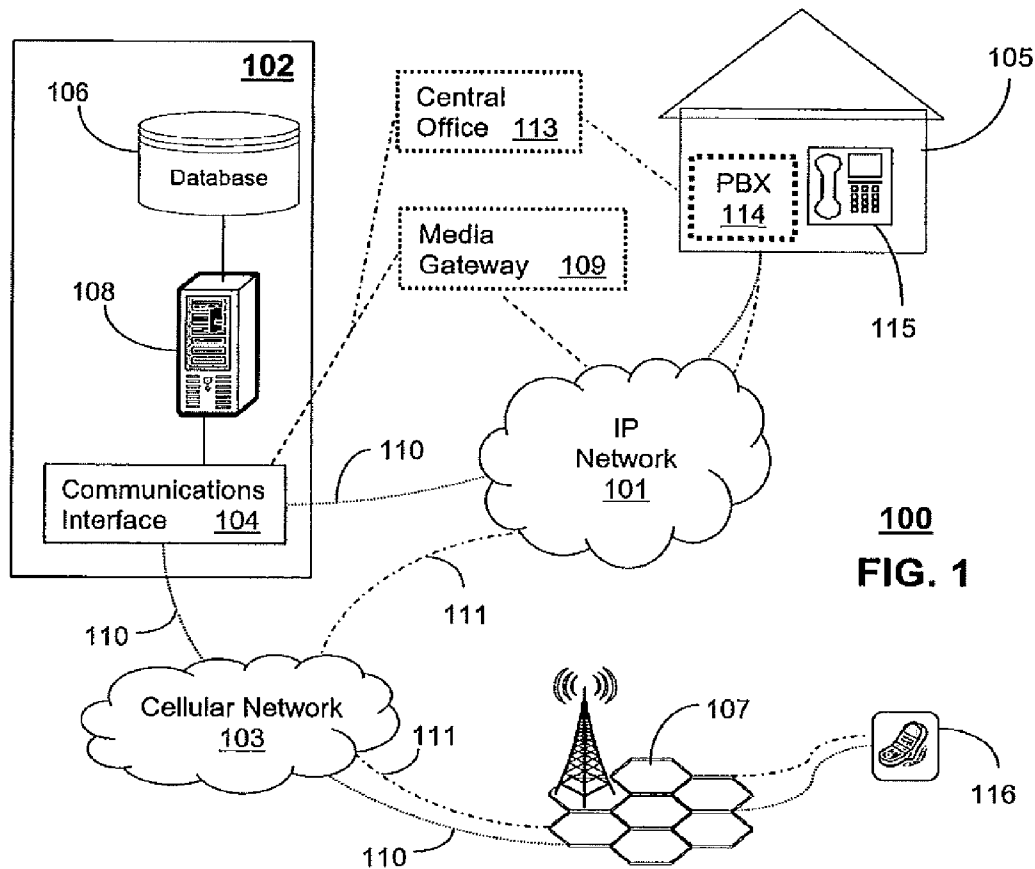 102
106
Database
108
Communications
Interface 104
Central
Office 113
Media
Gateway 109
105
PBX
114
115
IP
Network
101
110
111
110
Cellular Network
103
111
110
107
116
100
FIG. 1